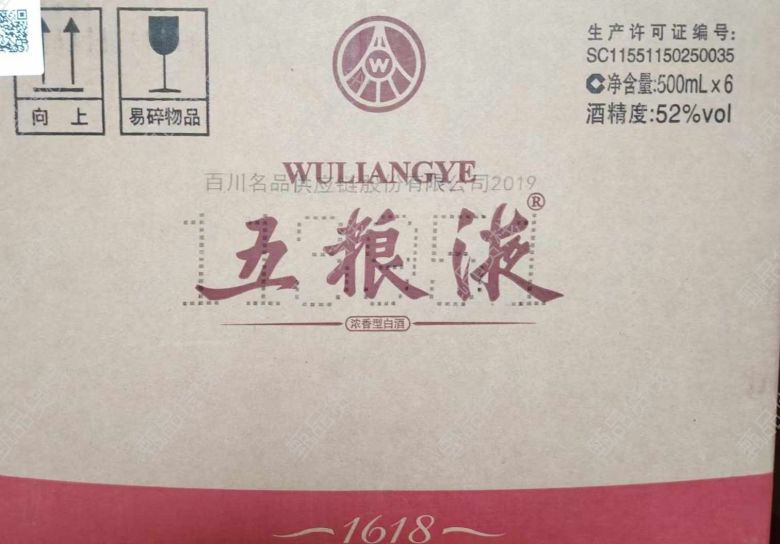 向上
易碎物品
W
生产许可证编号:
SC11551150250035
净含量:500mL x 6
酒精度:52%vol
WULIANGYE
百川名品供应链股份有限公司2019
五粮液®
浓香型白酒
1618